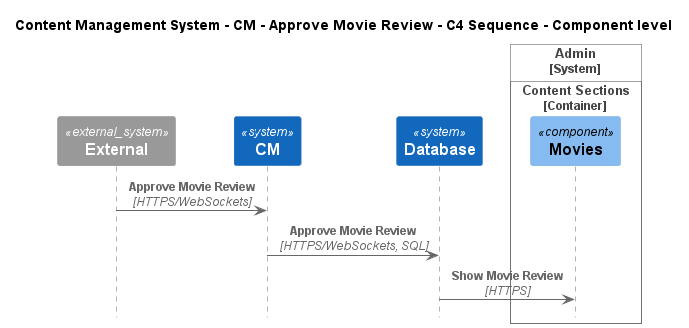 Content Management System - CM - Approve Movie Review - C4 Sequence - Component level
Admin
[System]
Content Sections
[Container]
«external_system»
External
«system»
CM
«system»
Database
«component»
Movies
Approve Movie Review
[HTTPS/WebSockets]
Approve Movie Review
[HTTPS/WebSockets, SQL]
Show Movie Review
[HTTPS]